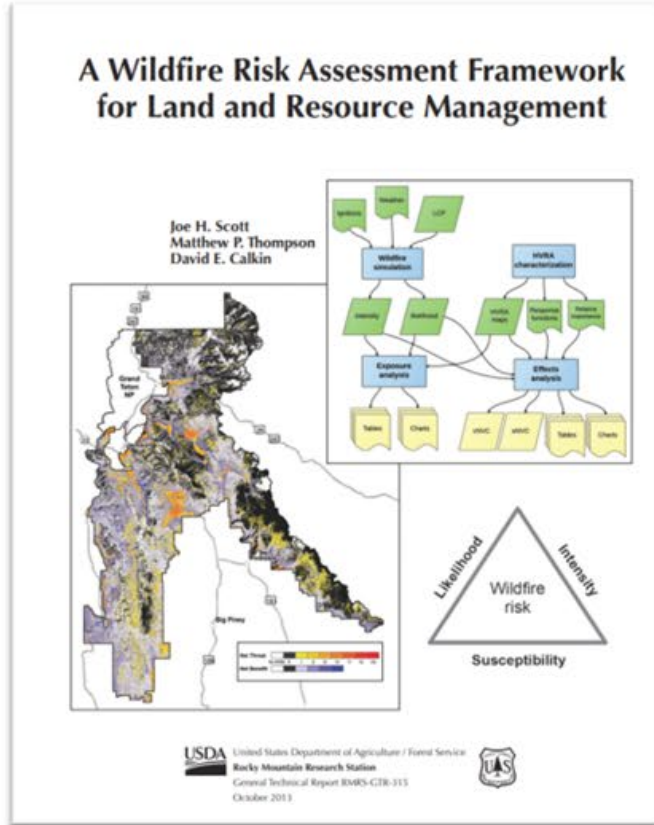 A Wildfire Risk Assessment Framework
for Land and Resource Management
Joe H. Scott
Matthew P. Thompson
David E. Calkin
Ignitions
Weather
LCP
Wildfire
simulation
HVRA
characterization
Intensity
likelihood
HVRA
maps
Response
functions
Relative
importance
Exposure
analysis
Effects
analysis
Tables
Charts
Tables
Charts
Grand
Teton
NP
Big Piney
Net Threat
Net Benefit
Likelihood
Intensity
Wildfire
risk
Susceptibility
USDA
United States Department of Agriculture / Forest Service
Rocky Mountain Research Station
General Technical Report RMRS-GTR-315
October 2013
U S